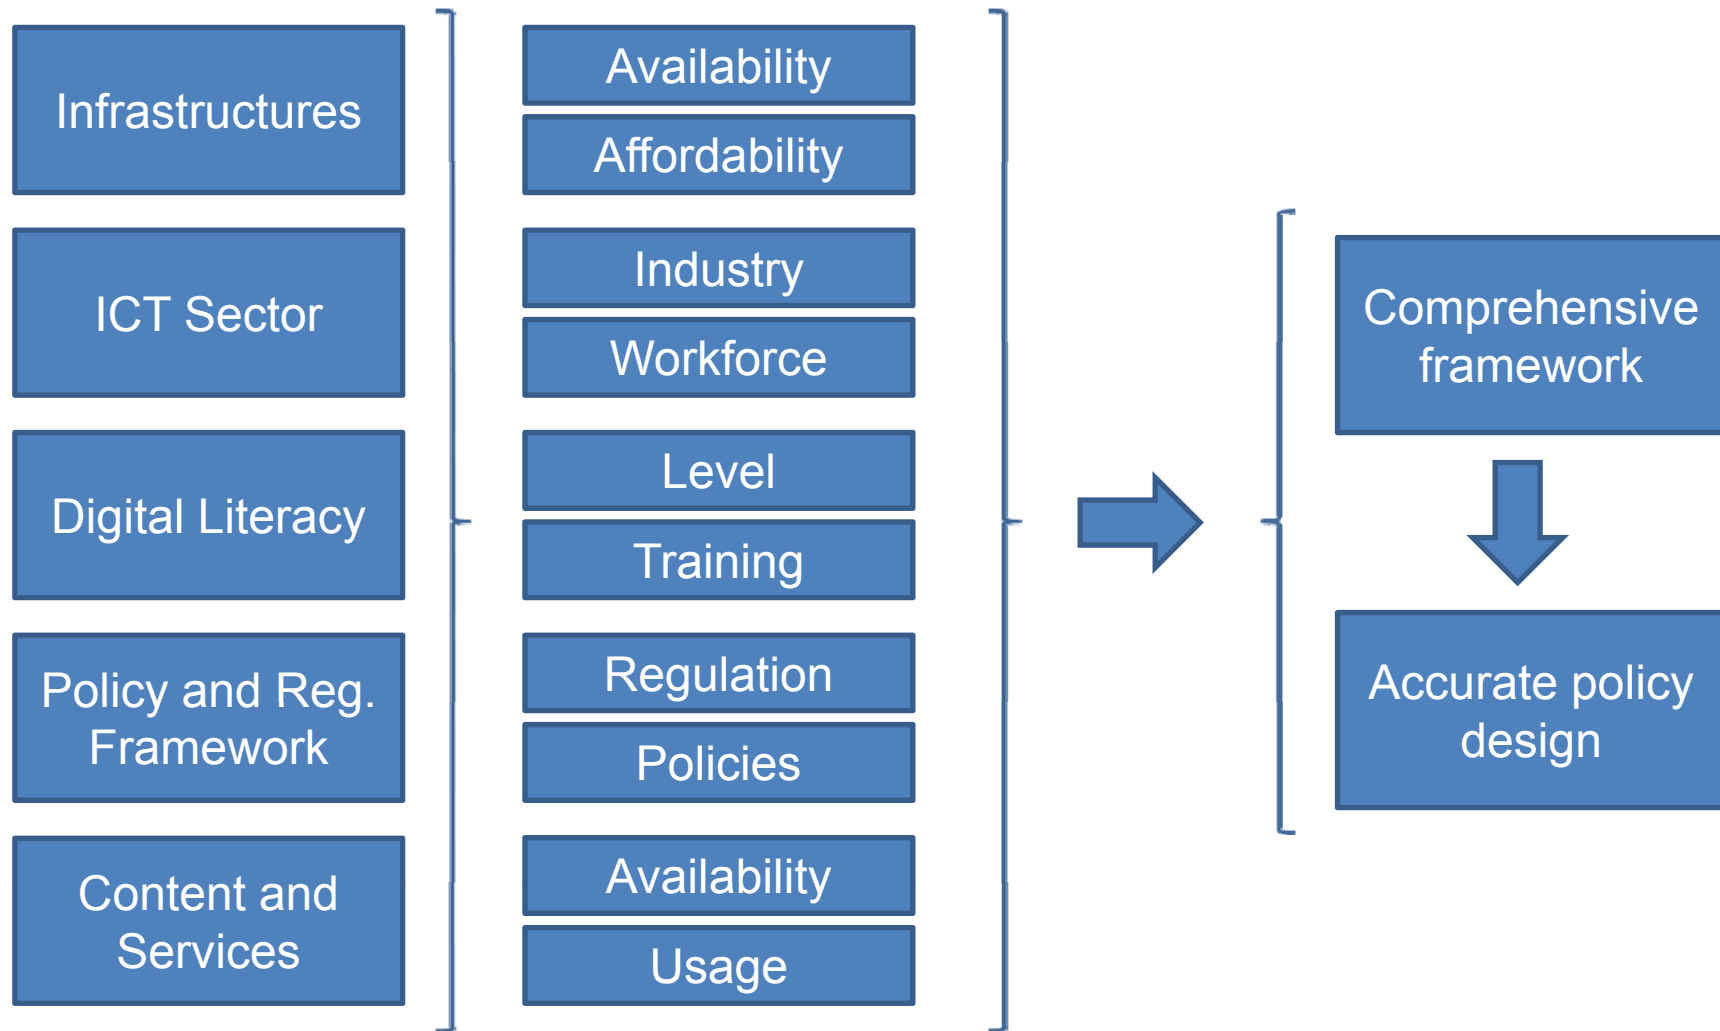 Infrastructures
Availability
Affordability
ICT Sector
Industry
Workforce
Digital Literacy
Level
Training
Policy and Reg.
Framework
Regulation
Policies
Content and
Services
Availability
Usage
Comprehensive
framework
Accurate policy
design